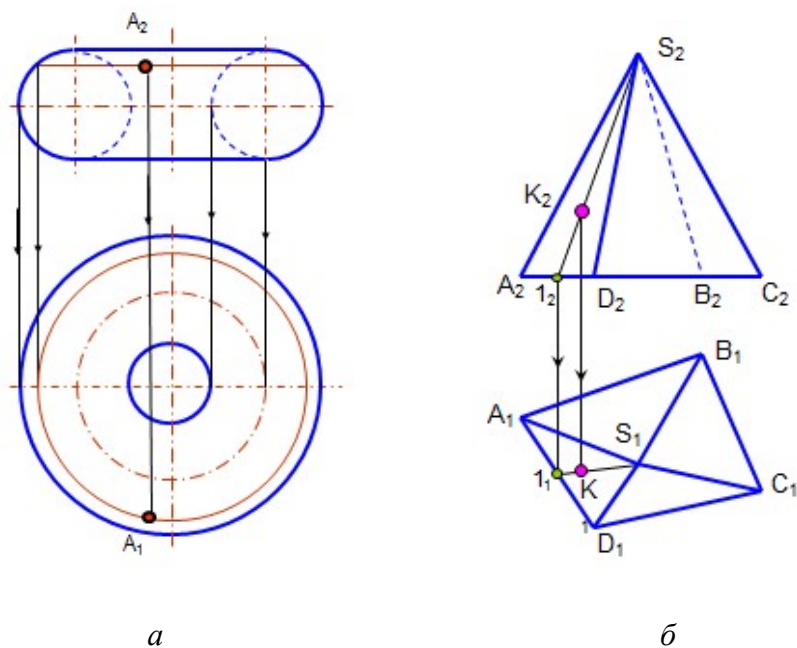 A₂
A₁
а
S₂
K₂
A₂
1₂
D₂
B₂
C₂
B₁
A₁
S₁
1₁
K
C₁
1
D₁
б